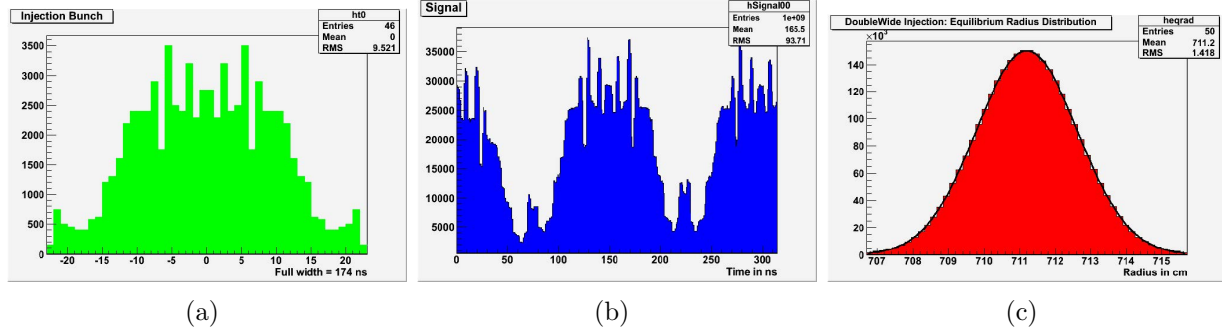 Injection Bunch
ht0
Entries 46
Mean 0
RMS 9.521
3500
3000
2500
2000
1500
1000
500
0
-20 -15 -10 -5 0 5 10 15 20
Full width = 174 ns
(a)
Signal
hSignal00
Entries 1e+09
Mean 165.5
RMS 93.71
35000
30000
25000
20000
15000
10000
5000
0 50 100 150 200 250 300
Time in ns
(b)
DoubleWide Injection: Equilibrium Radius Distribution
heqrad
Entries 50
Mean 711.2
RMS 1.418
×10³
140
120
100
80
60
40
20
0
707 708 709 710 711 712 713 714 715
Radius in cm
(c)